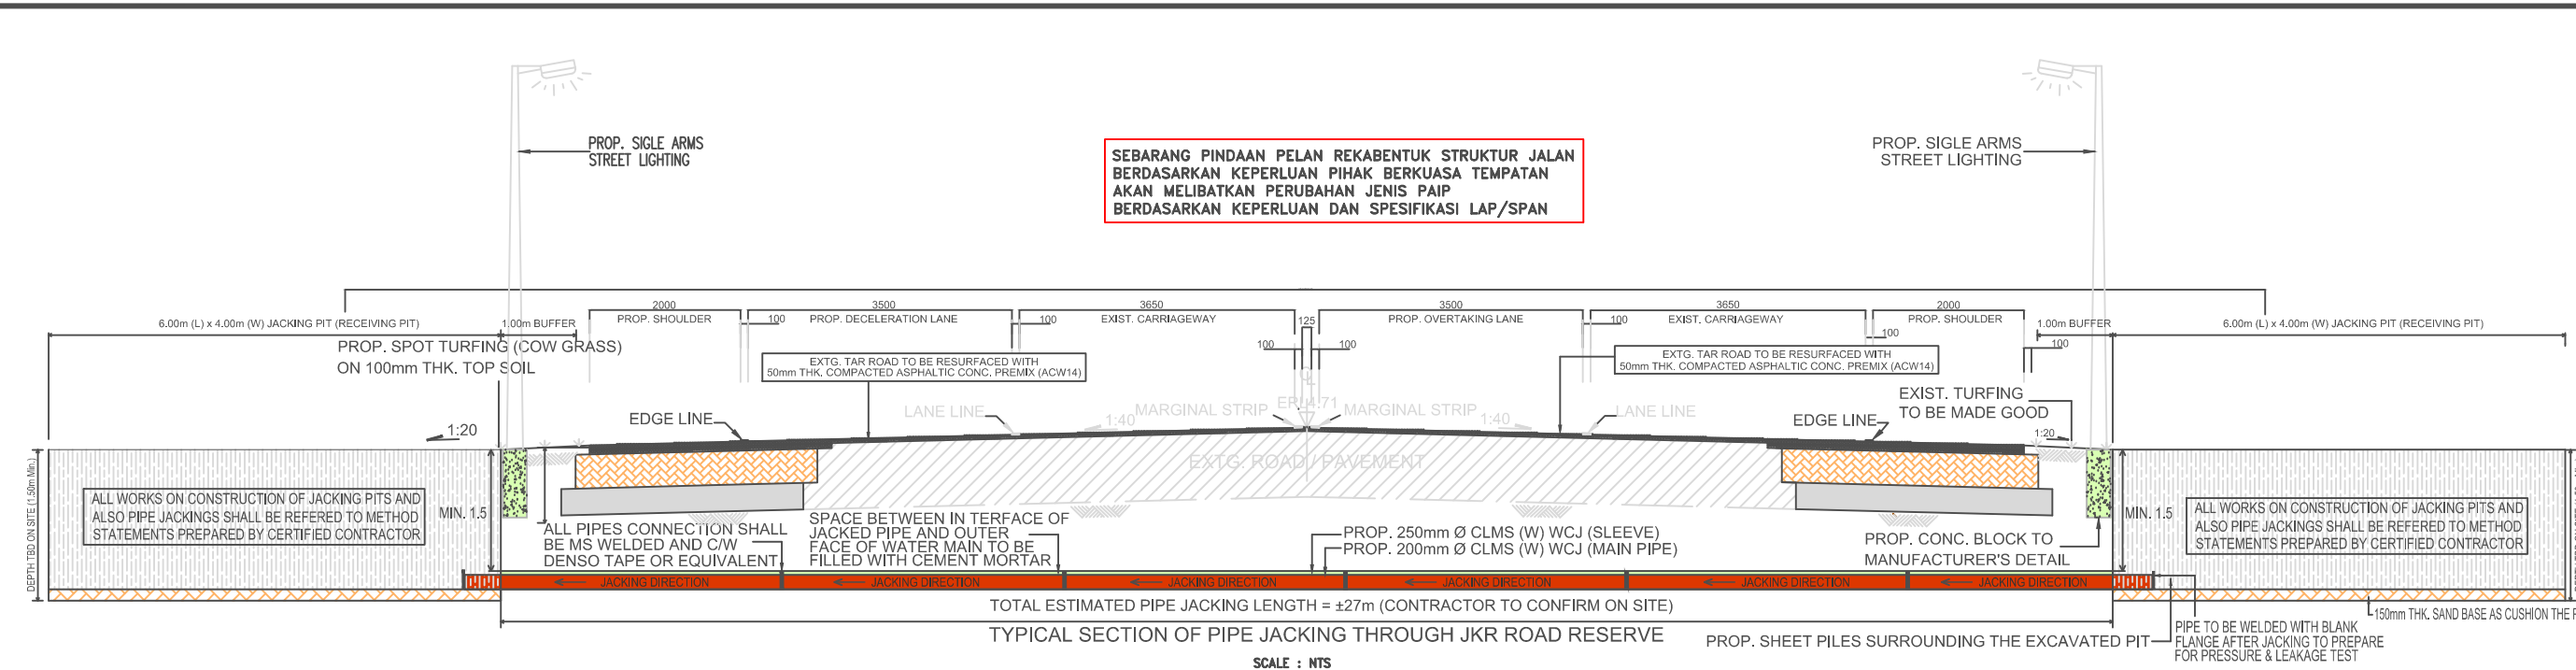 PROP. SIGLE ARMS
STREET LIGHTING
SEBARANG PINDAAN PELAN REKABENTUK STRUKTUR JALAN
BERDASARKAN KEPERLUAN PIHAK BERKUASA TEMPATAN
AKAN MELIBATKAN PERUBAHAN JENIS PAIP
BERDASARKAN KEPERLUAN DAN SPESIFIKASI LAP/SPAN
PROP. SIGLE ARMS
STREET LIGHTING
2000
3500
3650
3500
3650
2000
6.00m (L) x 4.00m (W) JACKING PIT (RECEIVING PIT)
1.00m BUFFER
PROP. SHOULDER
100
PROP. DECELERATION LANE
100
EXIST. CARRIAGEWAY
125
PROP. OVERTAKING LANE
100
EXIST. CARRIAGEWAY
100
PROP. SHOULDER
1.00m BUFFER
6.00m (L) x 4.00m (W) JACKING PIT (RECEIVING PIT)
100
100
100
PROP. SPOT TURFING (COW GRASS)
ON 100mm THK. TOP SOIL
EXTG. TAR ROAD TO BE RESURFACED WITH
50mm THK. COMPACTED ASPHALTIC CONC. PREMIX (ACW14)
EXTG. TAR ROAD TO BE RESURFACED WITH
50mm THK. COMPACTED ASPHALTIC CONC. PREMIX (ACW14)
EXIST. TURFING
TO BE MADE GOOD
1:20
EDGE LINE
LANE LINE
1:40
MARGINAL STRIP
MARGINAL STRIP
1:40
LANE LINE
EDGE LINE
1:20
EXTG. ROAD / PAVEMENT
DEPTH TBD ON SITE (1.50m Min.)
ALL WORKS ON CONSTRUCTION OF JACKING PITS AND
ALSO PIPE JACKINGS SHALL BE REFERED TO METHOD
STATEMENTS PREPARED BY CERTIFIED CONTRACTOR
MIN. 1.5
ALL PIPES CONNECTION SHALL
BE MS WELDED AND C/W
DENSO TAPE OR EQUIVALENT
SPACE BETWEEN IN TERFACE OF
JACKED PIPE AND OUTER
FACE OF WATER MAIN TO BE
FILLED WITH CEMENT MORTAR
PROP. 250mm Ø CLMS (W) WCJ (SLEEVE)
PROP. 200mm Ø CLMS (W) WCJ (MAIN PIPE)
PROP. CONC. BLOCK TO
MANUFACTURER'S DETAIL
MIN. 1.5
ALL WORKS ON CONSTRUCTION OF JACKING PITS AND
ALSO PIPE JACKINGS SHALL BE REFERED TO METHOD
STATEMENTS PREPARED BY CERTIFIED CONTRACTOR
JACKING DIRECTION
JACKING DIRECTION
JACKING DIRECTION
JACKING DIRECTION
JACKING DIRECTION
JACKING DIRECTION
TOTAL ESTIMATED PIPE JACKING LENGTH = ±27m (CONTRACTOR TO CONFIRM ON SITE)
150mm THK. SAND BASE AS CUSHION THE
TYPICAL SECTION OF PIPE JACKING THROUGH JKR ROAD RESERVE
PROP. SHEET PILES SURROUNDING THE EXCAVATED PIT
PIPE TO BE WELDED WITH BLANK
FLANGE AFTER JACKING TO PREPARE
FOR PRESSURE & LEAKAGE TEST
SCALE : NTS